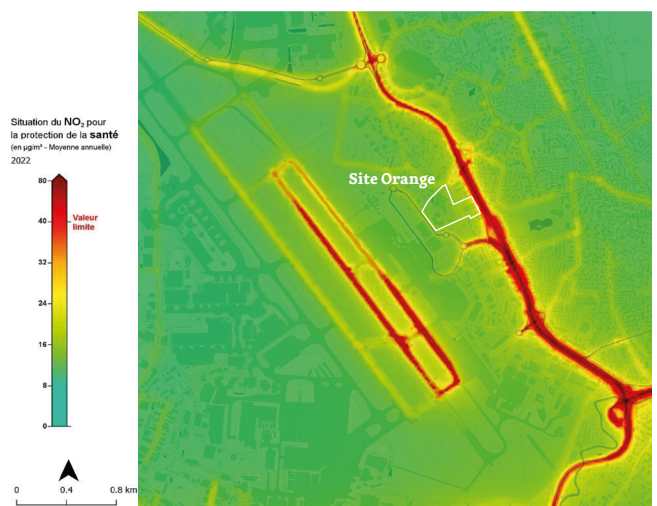 Situation du NO₂ pour
la protection de la santé
(en µg/m³ - Moyenne annuelle)
2022
80
40
Valeur
limite
32
24
16
8
0
Site Orange
0
0.4
0.8 km